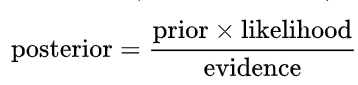 posterior = prior × likelihood / evidence